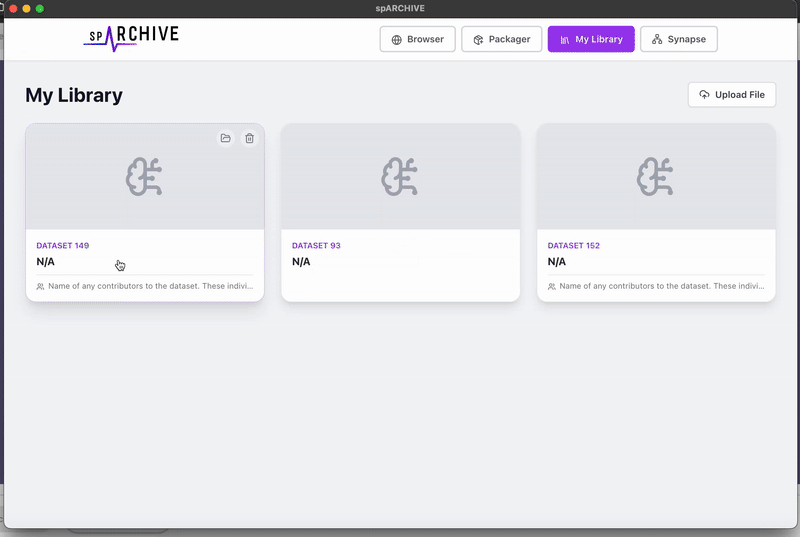 spARCHIVE
spARCHIVE
Browser
Packager
My Library
Synapse
My Library
Upload File
DATASET 149
N/A
Name of any contributors to the dataset. These indivi...
DATASET 93
N/A
DATASET 152
N/A
Name of any contributors to the dataset. These indivi...